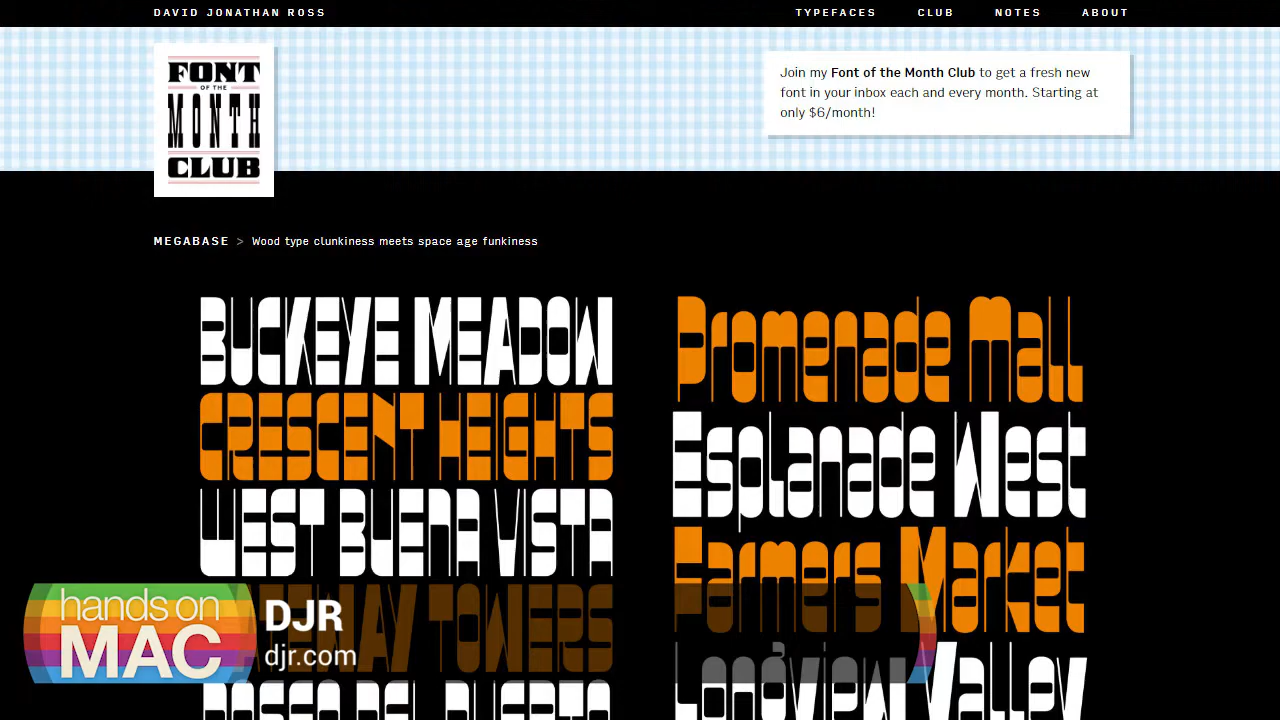 DAVID JONATHAN ROSS
TYPEFACES CLUB NOTES ABOUT
FONT
OF THE
MONTH
CLUB
Join my Font of the Month Club to get a fresh new
font in your inbox each and every month. Starting at
only $6/month!
MEGABASE > Wood type clunkiness meets space age funkiness
BUCKEYE MEADOW
CRESCENT HEIGHTS
WEST BUENA VISTA
TOWERS
Promenade Mall
Esplanade West
Farmers Market
Longview Valley
hands on
MAC
DJR
djr.com